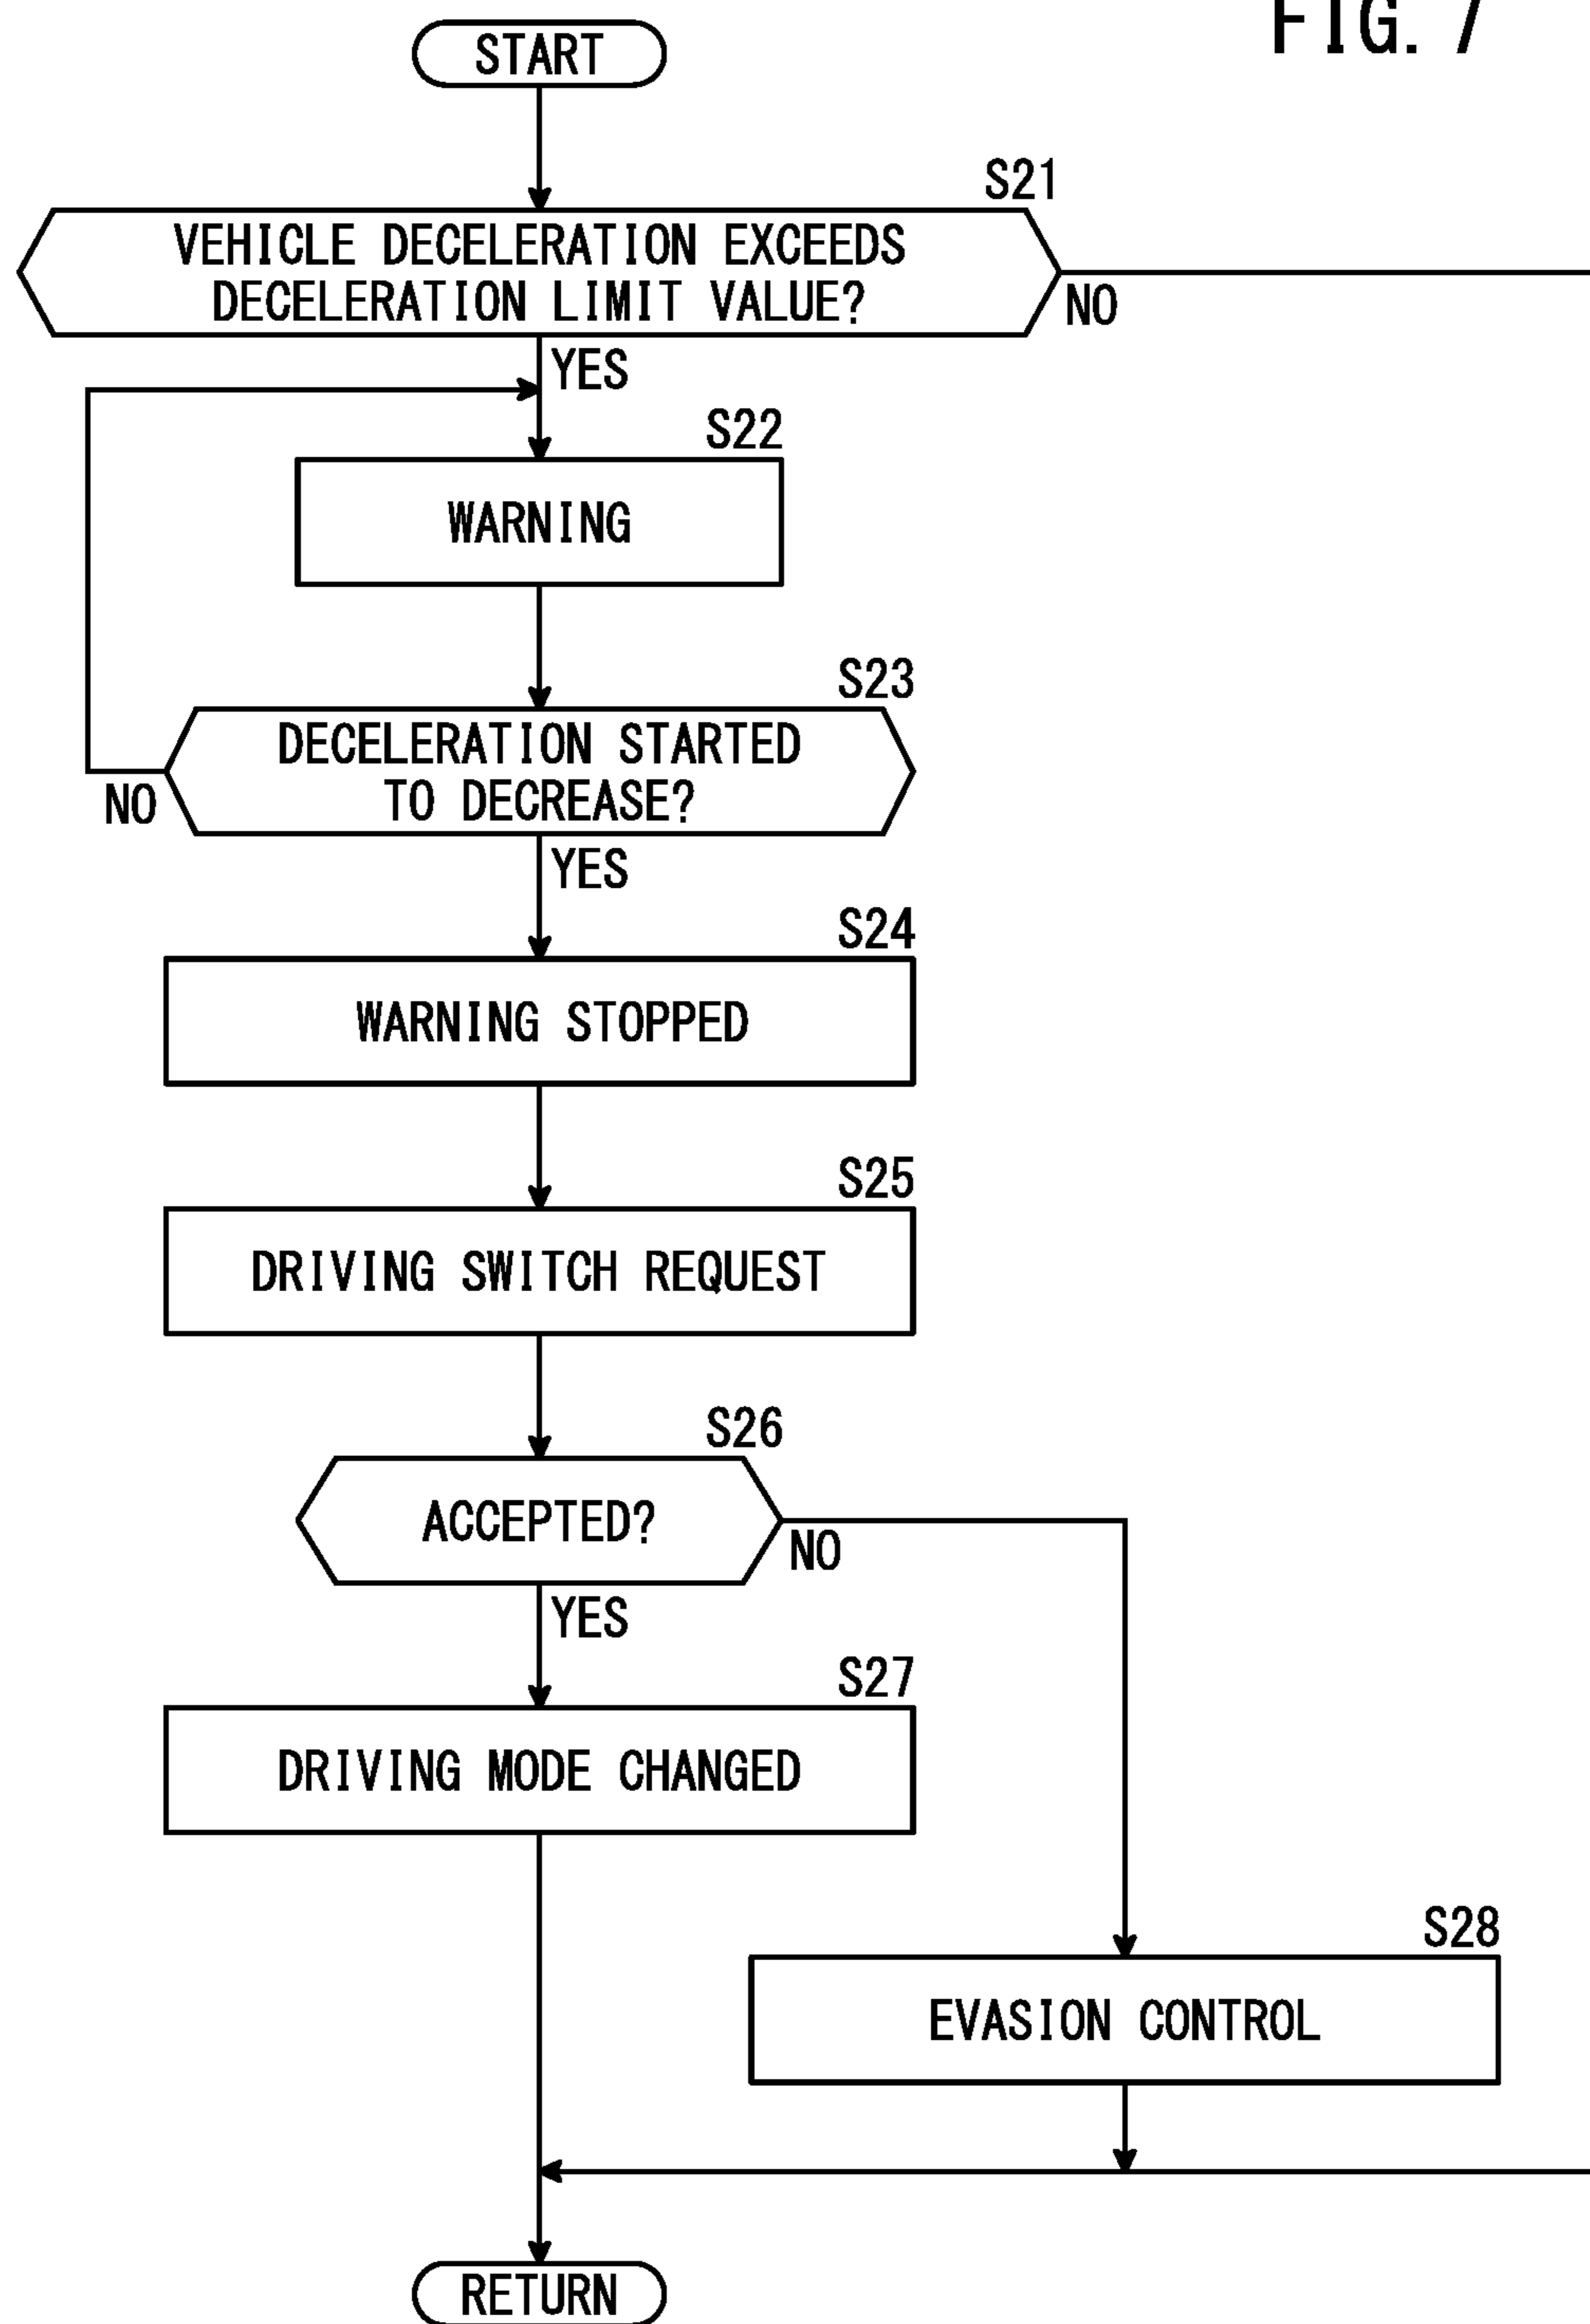 FIG. 7
START
S21
VEHICLE DECELERATION EXCEEDS
DECELERATION LIMIT VALUE?
NO
YES
S22
WARNING
S23
DECELERATION STARTED
TO DECREASE?
NO
YES
S24
WARNING STOPPED
S25
DRIVING SWITCH REQUEST
S26
ACCEPTED?
NO
YES
S27
DRIVING MODE CHANGED
S28
EVASION CONTROL
RETURN